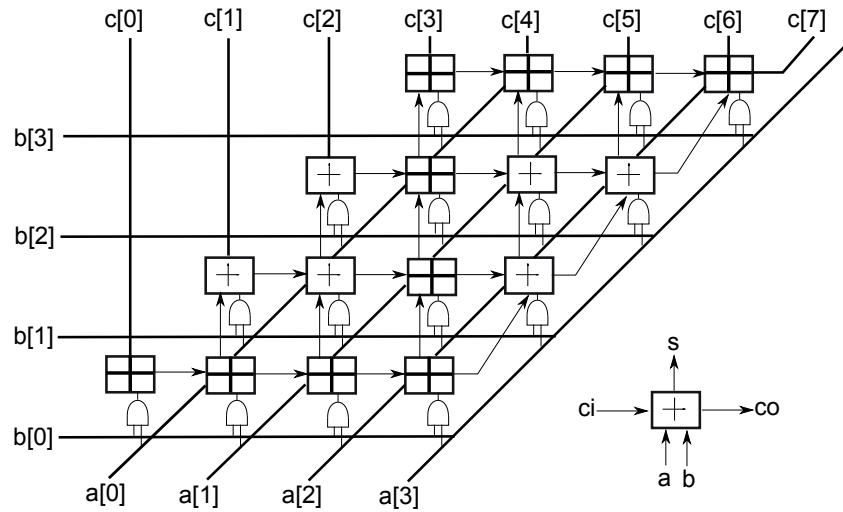 c[0] c[1] c[2] c[3] c[4] c[5] c[6] c[7]
b[3]
b[2]
b[1]
b[0]
a[0] a[1] a[2] a[3]
s
ci co
a b